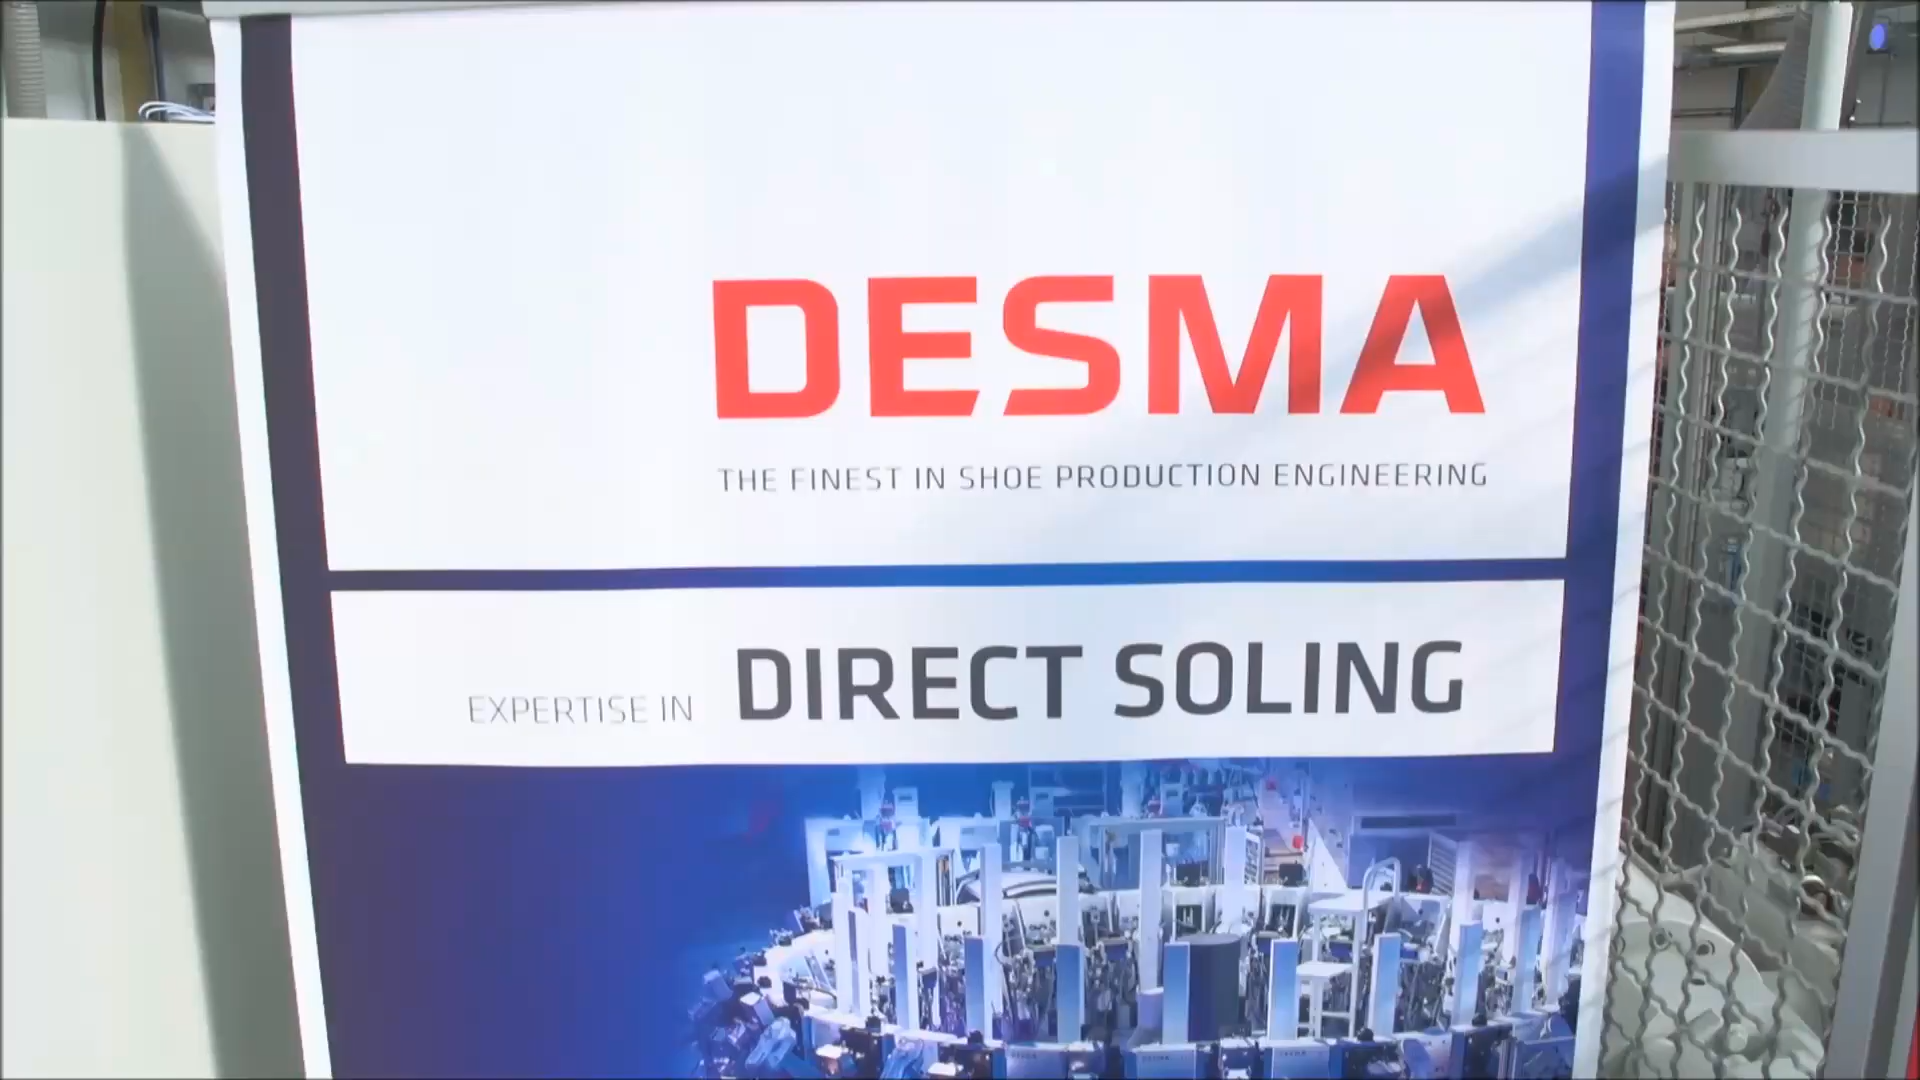 DESMA
THE FINEST IN SHOE PRODUCTION ENGINEERING
EXPERTISE IN DIRECT SOLING